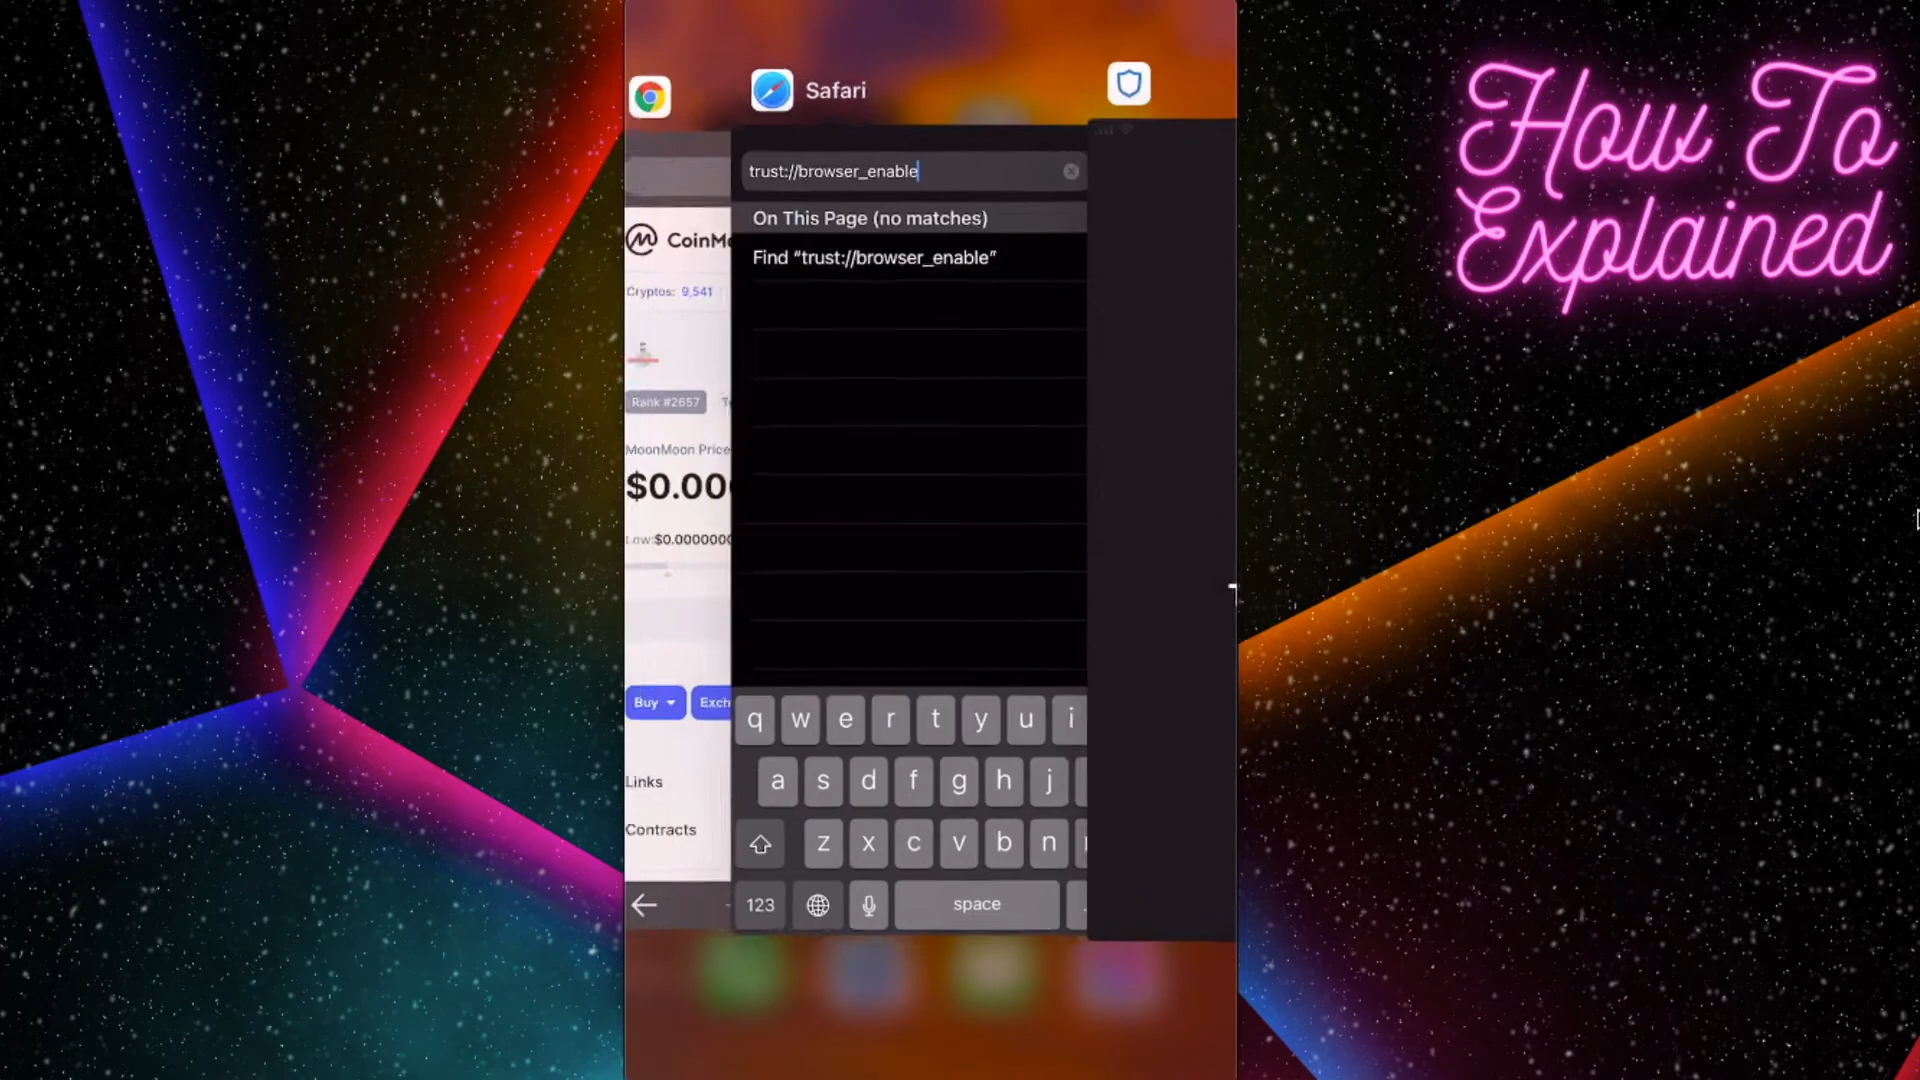 How To
Explained
Safari
trust://browser_enable
On This Page (no matches)
Find “trust://browser_enable”
CoinM
Cryptos: 9,541
Rank #2657
MoonMoon Price
$0.00
Low:$0.0000000
Buy
Exch
Links
Contracts
q w e r t y u i
a s d f g h j
z x c v b n
123
space